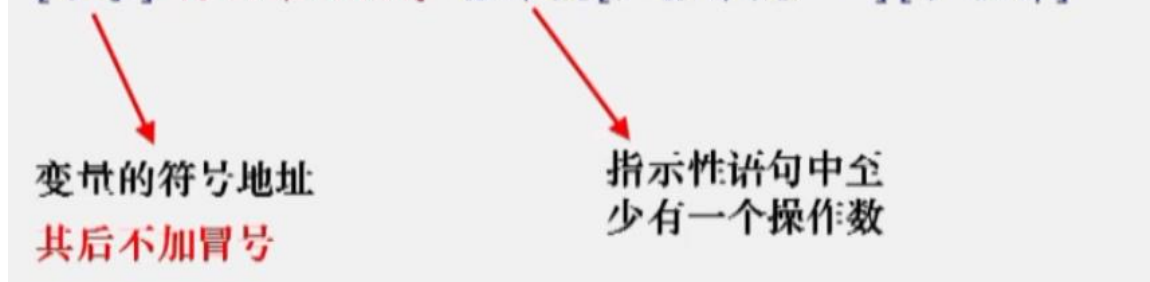 变量的符号地址
其后不加冒号
指示性语句中至
少有一个操作数